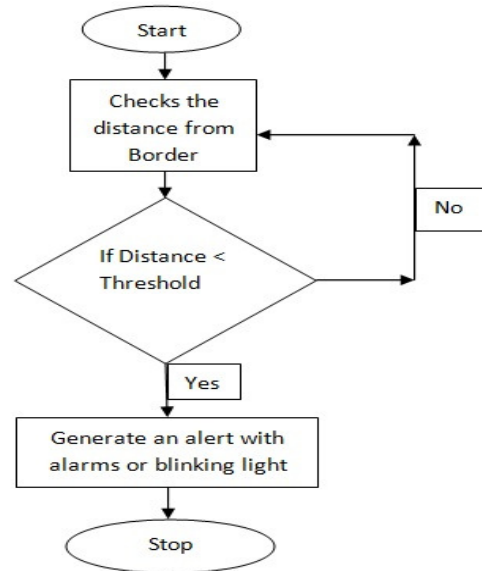 Start
Checks the
distance from
Border
No
If Distance <
Threshold
Yes
Generate an alert with
alarms or blinking light
Stop